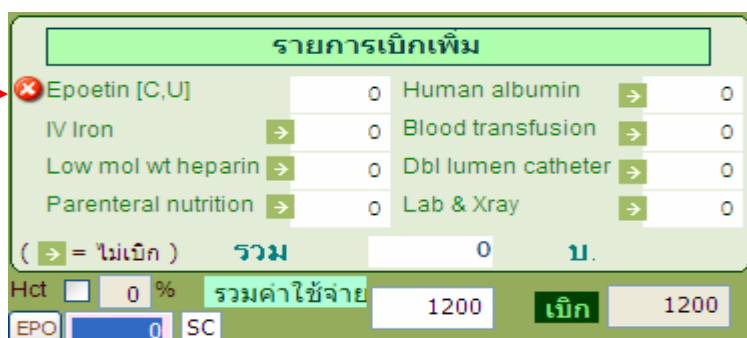 รายการเบิกเพิ่ม
Epoetin [C,U] 0 Human albumin 0
IV Iron 0 Blood transfusion 0
Low mol wt heparin 0 Dbl lumen catheter 0
Parenteral nutrition 0 Lab & Xray 0
( = ไม่เบิก ) รวม 0 บ.
Hct 0 % รวมค่าใช้จ่าย 1200 เบิก 1200
EPO 0 SC